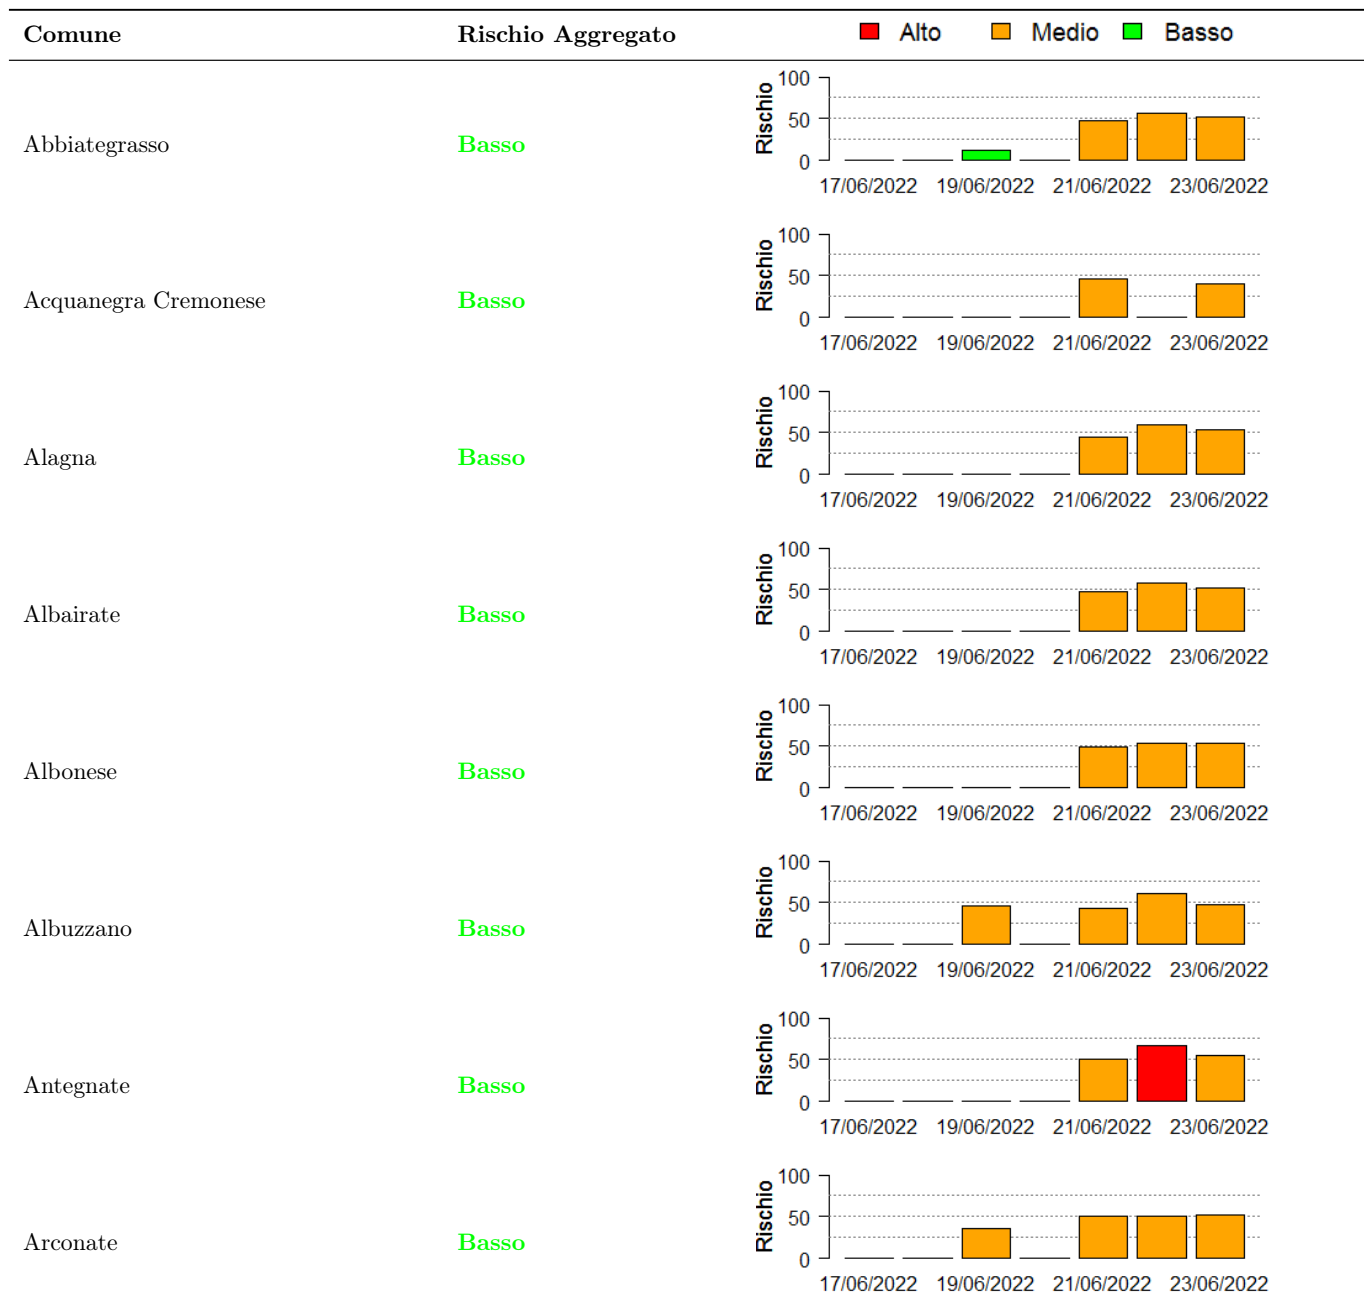 Comune Rischio Aggregato Alto Medio Basso
Abbiategrasso Basso Rischio 100 50 0
17/06/2022 19/06/2022 21/06/2022 23/06/2022
Acquanegra Cremonese Basso Rischio 100 50 0
17/06/2022 19/06/2022 21/06/2022 23/06/2022
Alagna Basso Rischio 100 50 0
17/06/2022 19/06/2022 21/06/2022 23/06/2022
Albairate Basso Rischio 100 50 0
17/06/2022 19/06/2022 21/06/2022 23/06/2022
Albonese Basso Rischio 100 50 0
17/06/2022 19/06/2022 21/06/2022 23/06/2022
Albuzzano Basso Rischio 100 50 0
17/06/2022 19/06/2022 21/06/2022 23/06/2022
Antegnate Basso Rischio 100 50 0
17/06/2022 19/06/2022 21/06/2022 23/06/2022
Arconate Basso Rischio 100 50 0
17/06/2022 19/06/2022 21/06/2022 23/06/2022